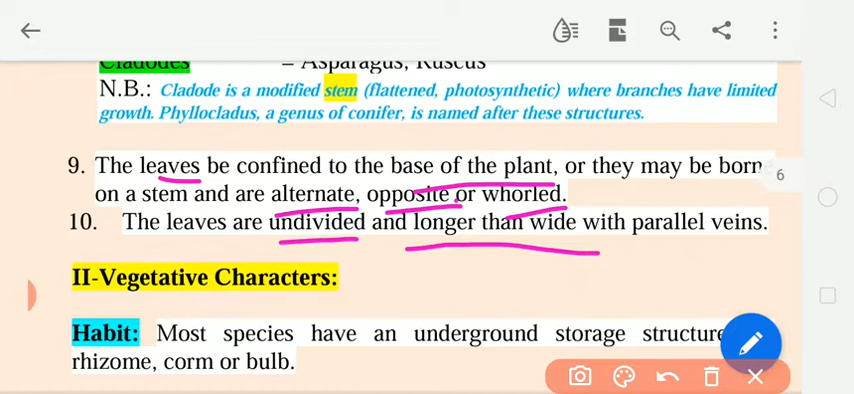 Cladodes = Asparagus, Ruscus
N.B.: Cladode is a modified stem (flattened, photosynthetic) where branches have limited
growth. Phyllocladus, a genus of conifer, is named after these structures.
9. The leaves be confined to the base of the plant, or they may be born
6
on a stem and are alternate, opposite or whorled.
10. The leaves are undivided and longer than wide with parallel veins.
II-Vegetative Characters:
Habit: Most species have an underground storage structure
rhizome, corm or bulb.